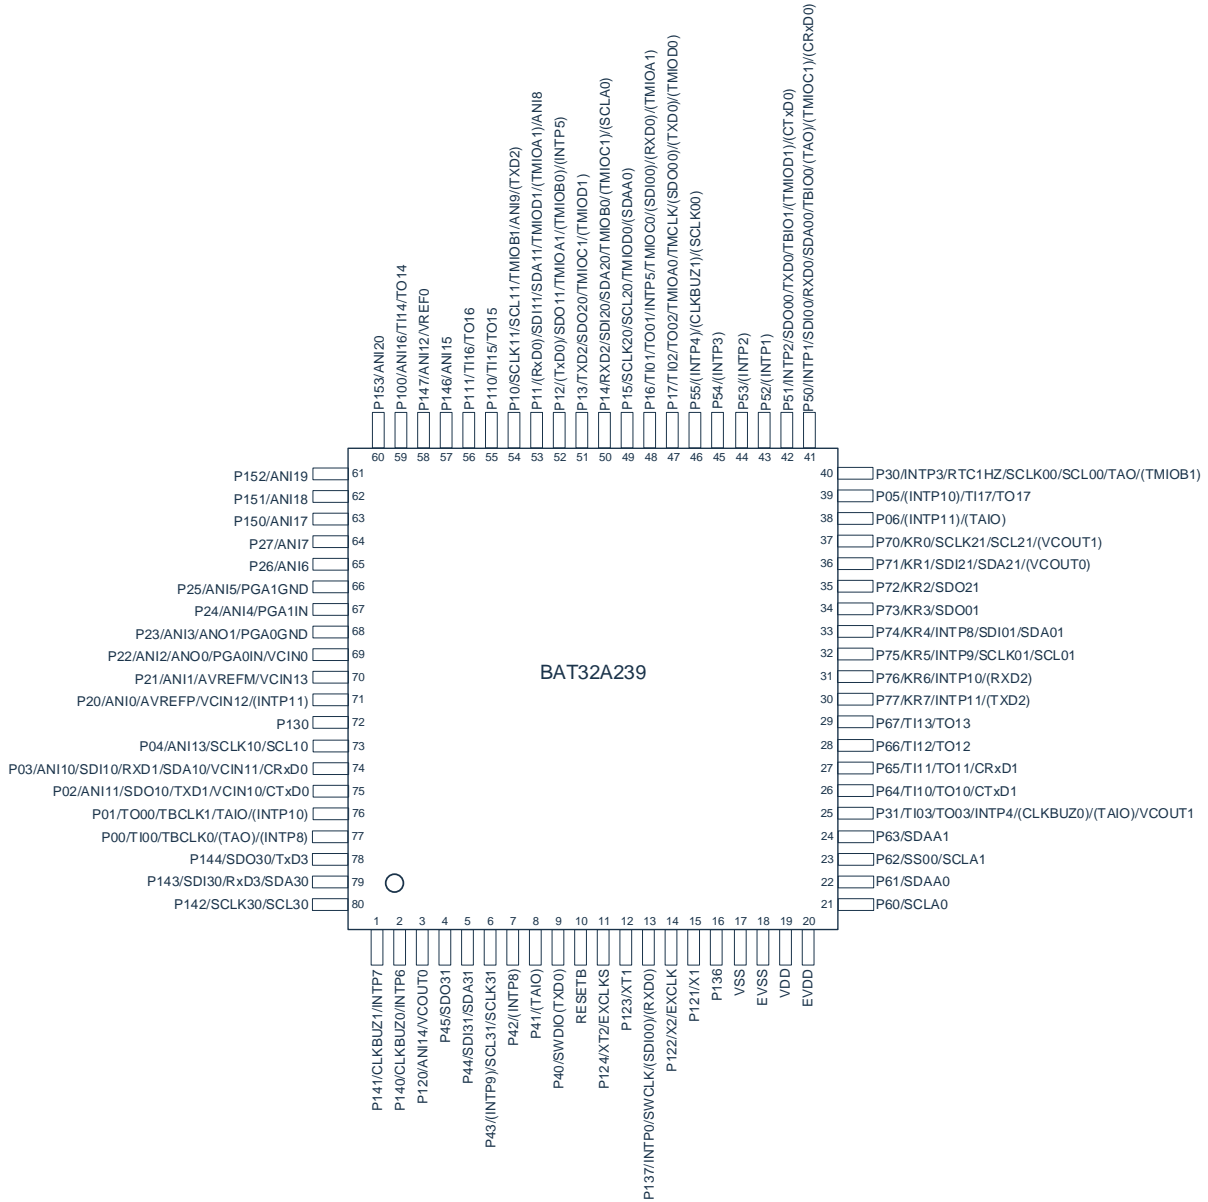 P153/ANI20
P100/ANI16/TI14/TO14
P147/ANI12/VREF0
P146/ANI15
P111/TI16/TO16
P110/TI15/TO15
P10/SCLK11/SCL11/TMIOB1/ANI9/(TXD2)
P11/(RxD0)/SDI11/SDA11/TMIOD1/(TMIOA1)/ANI8
P12/(TxD0)/SDO11/TMIOA1/(TMIOB0)/(INTP5)
P13/TXD2/SDO20/TMIOC1/(TMIOD1)
P14/RXD2/SDI20/SDA20/TMIOB0/(TMIOC1)/(SCLA0)
P15/SCLK20/SCL20/TMIOD0/(SDAA0)
P16/TI01/TO01/INTP5/TMIOC0/(SDI00)/(RXD0)/(TMIOA1)
P17/TI02/TO02/TMIOA0/TMCLK/(SDO00)/(TXD0)/(TMIOD0)
P55/(INTP4)/(CLKBUZ1)/(SCLK00)
P54/(INTP3)
P53/(INTP2)
P52/(INTP1)
P51/INTP2/SDO00/TXD0/TBIO1/(TMIOD1)/(CTxD0)
P50/INTP1/SDI00/RXD0/SDA00/TBIO0/(TAO)/(TMIOC1)/(CRxD0)
60 59 58 57 56 55 54 53 52 51 50 49 48 47 46 45 44 43 42 41
P152/ANI19 61
P151/ANI18 62
P150/ANI17 63
P27/ANI7 64
P26/ANI6 65
P25/ANI5/PGA1GND 66
P24/ANI4/PGA1IN 67
P23/ANI3/ANO1/PGA0GND 68
P22/ANI2/ANO0/PGA0IN/VCIN0 69
P21/ANI1/AVREFM/VCIN13 70
P20/ANI0/AVREFP/VCIN12/(INTP11) 71
P130 72
P04/ANI13/SCLK10/SCL10 73
P03/ANI10/SDI10/RXD1/SDA10/VCIN11/CRxD0 74
P02/ANI11/SDO10/TXD1/VCIN10/CTxD0 75
P01/TO00/TBCLK1/TAIO/(INTP10) 76
P00/TI00/TBCLK0/(TAO)/(INTP8) 77
P144/SDO30/TxD3 78
P143/SDI30/RxD3/SDA30 79
P142/SCLK30/SCL30 80
BAT32A239
40 P30/INTP3/RTC1HZ/SCLK00/SCL00/TAO/(TMIOB1)
39 P05/(INTP10)/TI17/TO17
38 P06/(INTP11)/(TAIO)
37 P70/KR0/SCLK21/SCL21/(VCOUT1)
36 P71/KR1/SDI21/SDA21/(VCOUT0)
35 P72/KR2/SDO21
34 P73/KR3/SDO01
33 P74/KR4/INTP8/SDI01/SDA01
32 P75/KR5/INTP9/SCLK01/SCL01
31 P76/KR6/INTP10/(RXD2)
30 P77/KR7/INTP11/(TXD2)
29 P67/TI13/TO13
28 P66/TI12/TO12
27 P65/TI11/TO11/CRxD1
26 P64/TI10/TO10/CTxD1
25 P31/TI03/TO03/INTP4/(CLKBUZ0)/(TAIO)/VCOUT1
24 P63/SDAA1
23 P62/SS00/SCLA1
22 P61/SDAA0
21 P60/SCLA0
1 2 3 4 5 6 7 8 9 10 11 12 13 14 15 16 17 18 19 20
P141/CLKBUZ1/INTP7
P140/CLKBUZ0/INTP6
P120/ANI14/VCOUT0
P45/SDO31
P44/SDI31/SDA31
P43/(INTP9)/SCL31/SCLK31
P42/(INTP8)
P41/(TAIO)
P40/SWDIO(TXD0)
RESETB
P124/XT2/EXCLKS
P123/XT1
P137/INTP0/SWCLK/(SDI00)/(RXD0)
P122/X2/EXCLK
P121/X1
P136
VSS
EVSS
VDD
EVDD